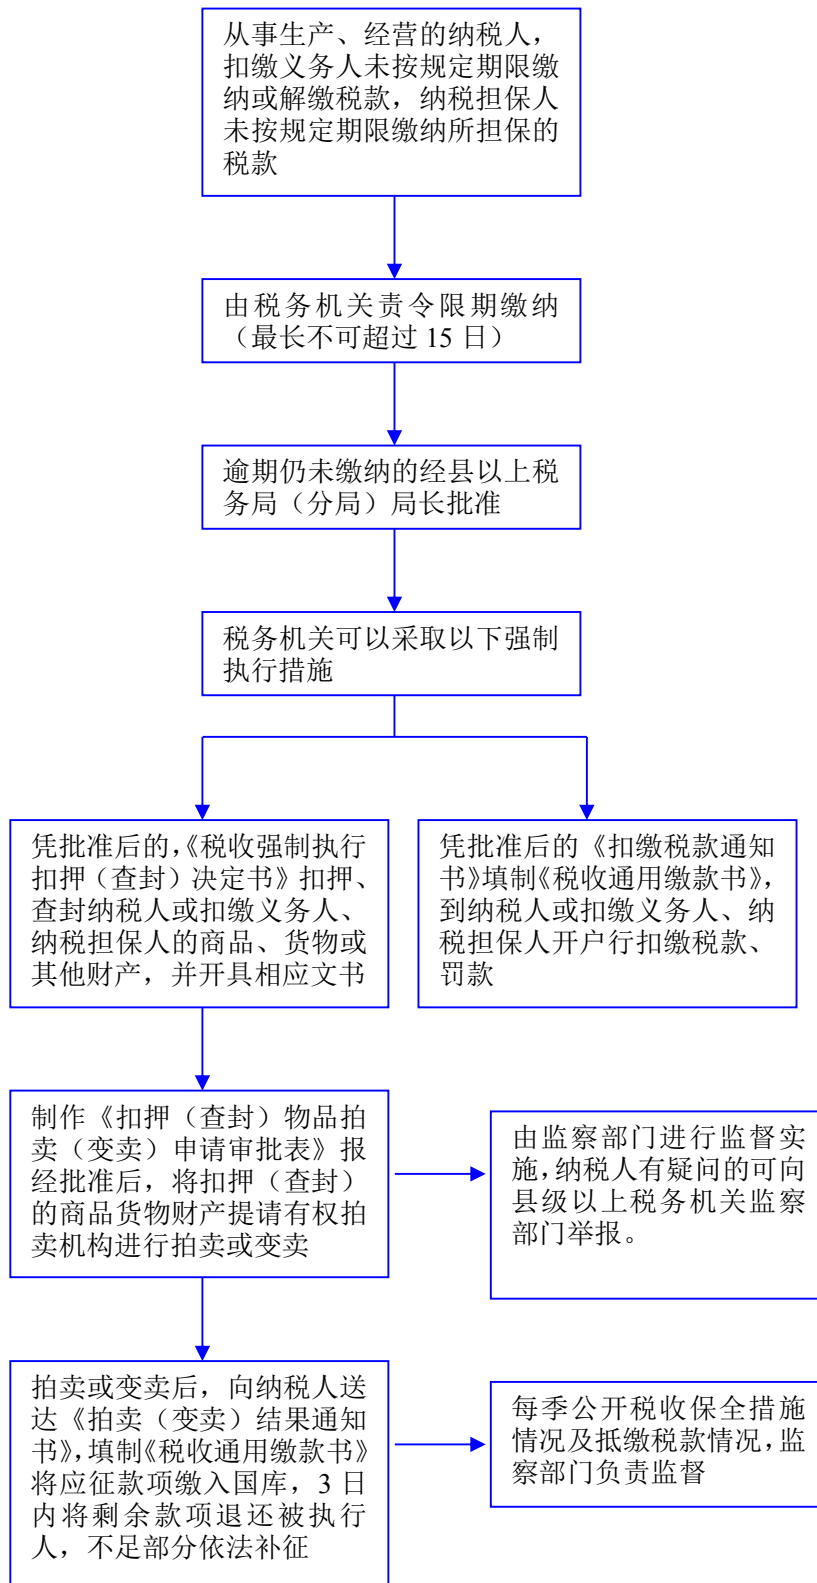 从事生产、经营的纳税人，
扣缴义务人未按规定期限缴
纳或解缴税款，纳税担保人
未按规定期限缴纳所担保的
税款
由税务机关责令限期缴纳
（最长不可超过 15 日）
逾期仍未缴纳的经县以上税
务局（分局）局长批准
税务机关可以采取以下强制
执行措施
凭批准后的，《税收强制执行
扣押（查封）决定书》扣押、
查封纳税人或扣缴义务人、
纳税担保人的商品、货物或
其他财产，并开具相应文书
凭批准后的《扣缴税款通知
书》填制《税收通用缴款书》，
到纳税人或扣缴义务人、纳
税担保人开户行扣缴税款、
罚款
制作《扣押（查封）物品拍
卖（变卖）申请审批表》报
经批准后，将扣押（查封）
的商品货物财产提请有权拍
卖机构进行拍卖或变卖
由监察部门进行监督实
施，纳税人有疑问的可向
县级以上税务机关监察
部门举报。
拍卖或变卖后，向纳税人送
达《拍卖（变卖）结果通知
书》，填制《税收通用缴款书》
将应征款项缴入国库，3 日
内将剩余款项退还被执行
人，不足部分依法补征
每季公开税收保全措施
情况及抵缴税款情况，监
察部门负责监督